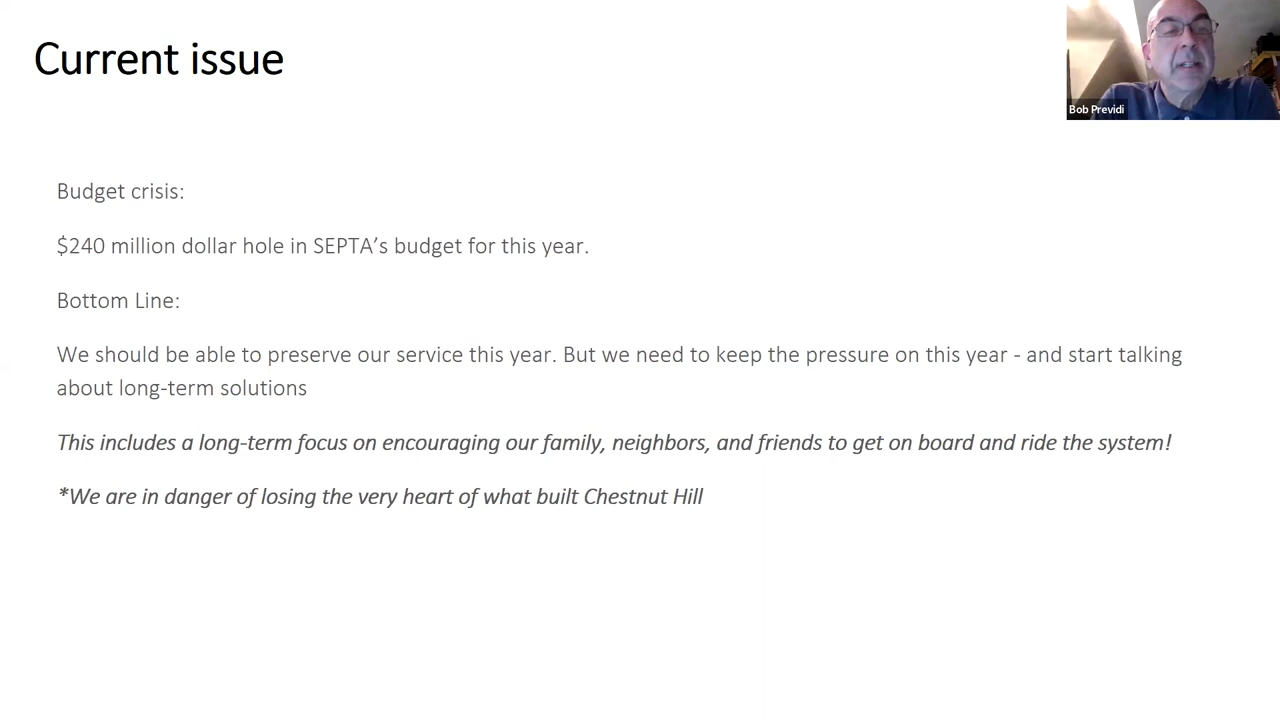 Current issue
Bob Previdi
Budget crisis:
$240 million dollar hole in SEPTA’s budget for this year.
Bottom Line:
We should be able to preserve our service this year. But we need to keep the pressure on this year - and start talking
about long-term solutions
This includes a long-term focus on encouraging our family, neighbors, and friends to get on board and ride the system!
*We are in danger of losing the very heart of what built Chestnut Hill